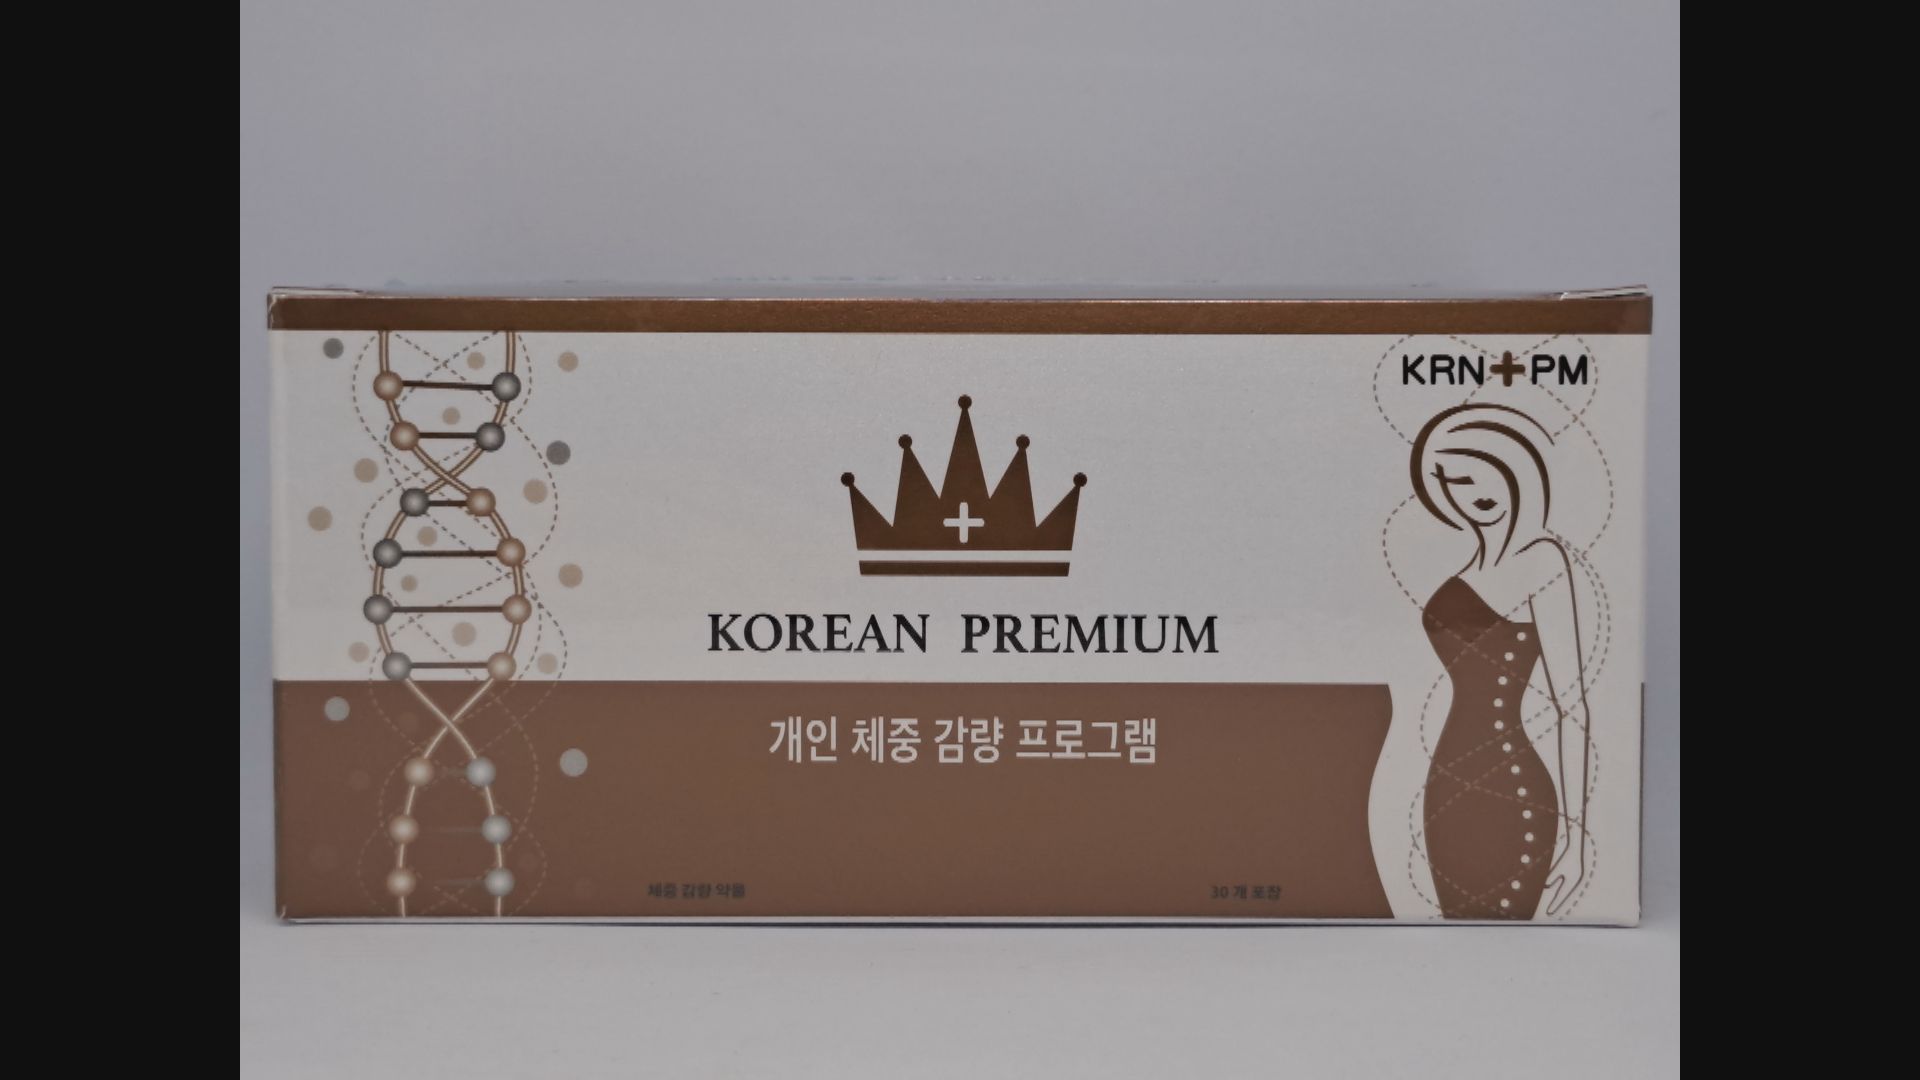 KRN+PM
KOREAN PREMIUM
개인 체중 감량 프로그램
체중 감량 약물
30 개 포장